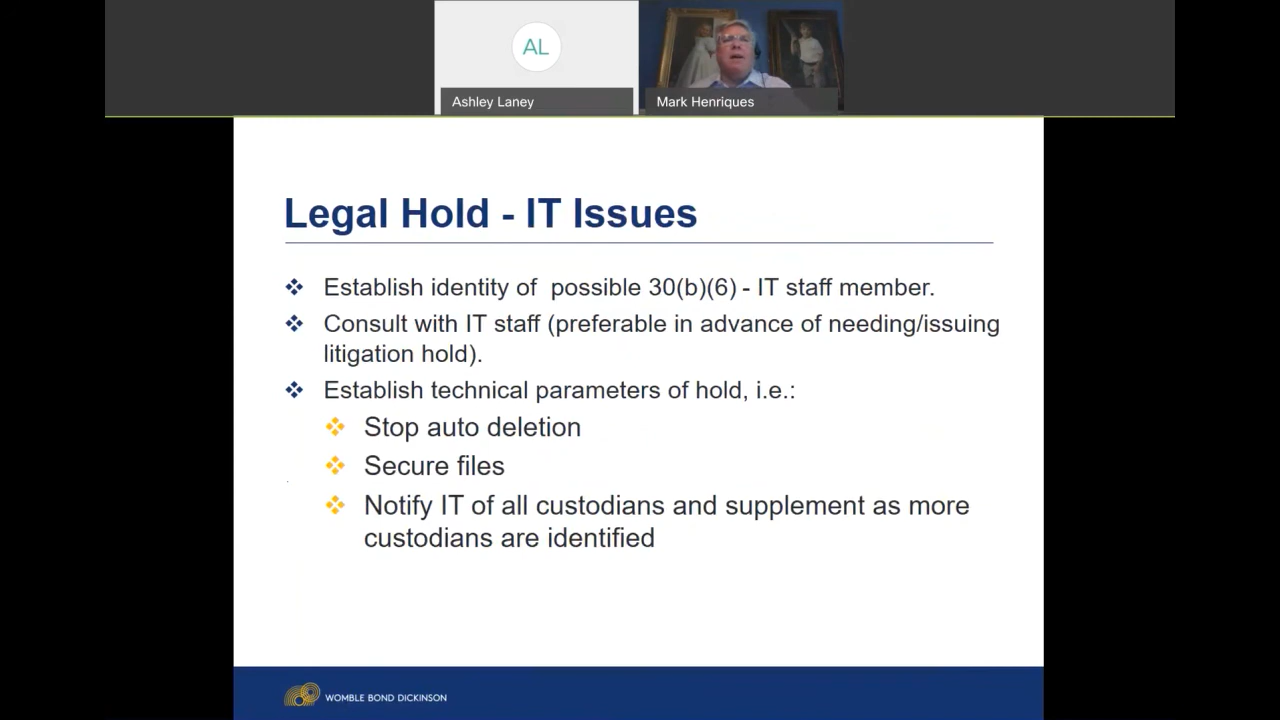 AL
Ashley Laney
Mark Henriques
Legal Hold - IT Issues
Establish identity of possible 30(b)(6) - IT staff member.
Consult with IT staff (preferable in advance of needing/issuing
litigation hold).
Establish technical parameters of hold, i.e.:
Stop auto deletion
Secure files
Notify IT of all custodians and supplement as more
custodians are identified
WOMBLE BOND DICKINSON